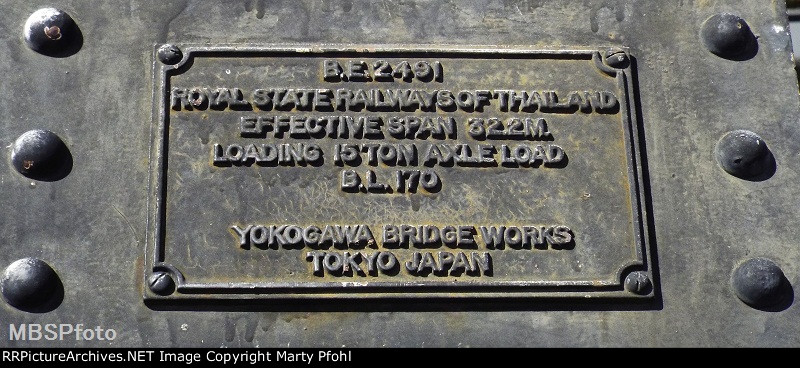 B.E.2491
ROYAL STATE RAILWAYS OF THAILAND
EFFECTIVE SPAN 32.2M.
LOADING 15 TON AXLE LOAD
B.L.170
YOKOGAWA BRIDGE WORKS
TOKYO JAPAN
MBSPfoto
RRPictureArchives.NET Image Copyright Marty Pfohl